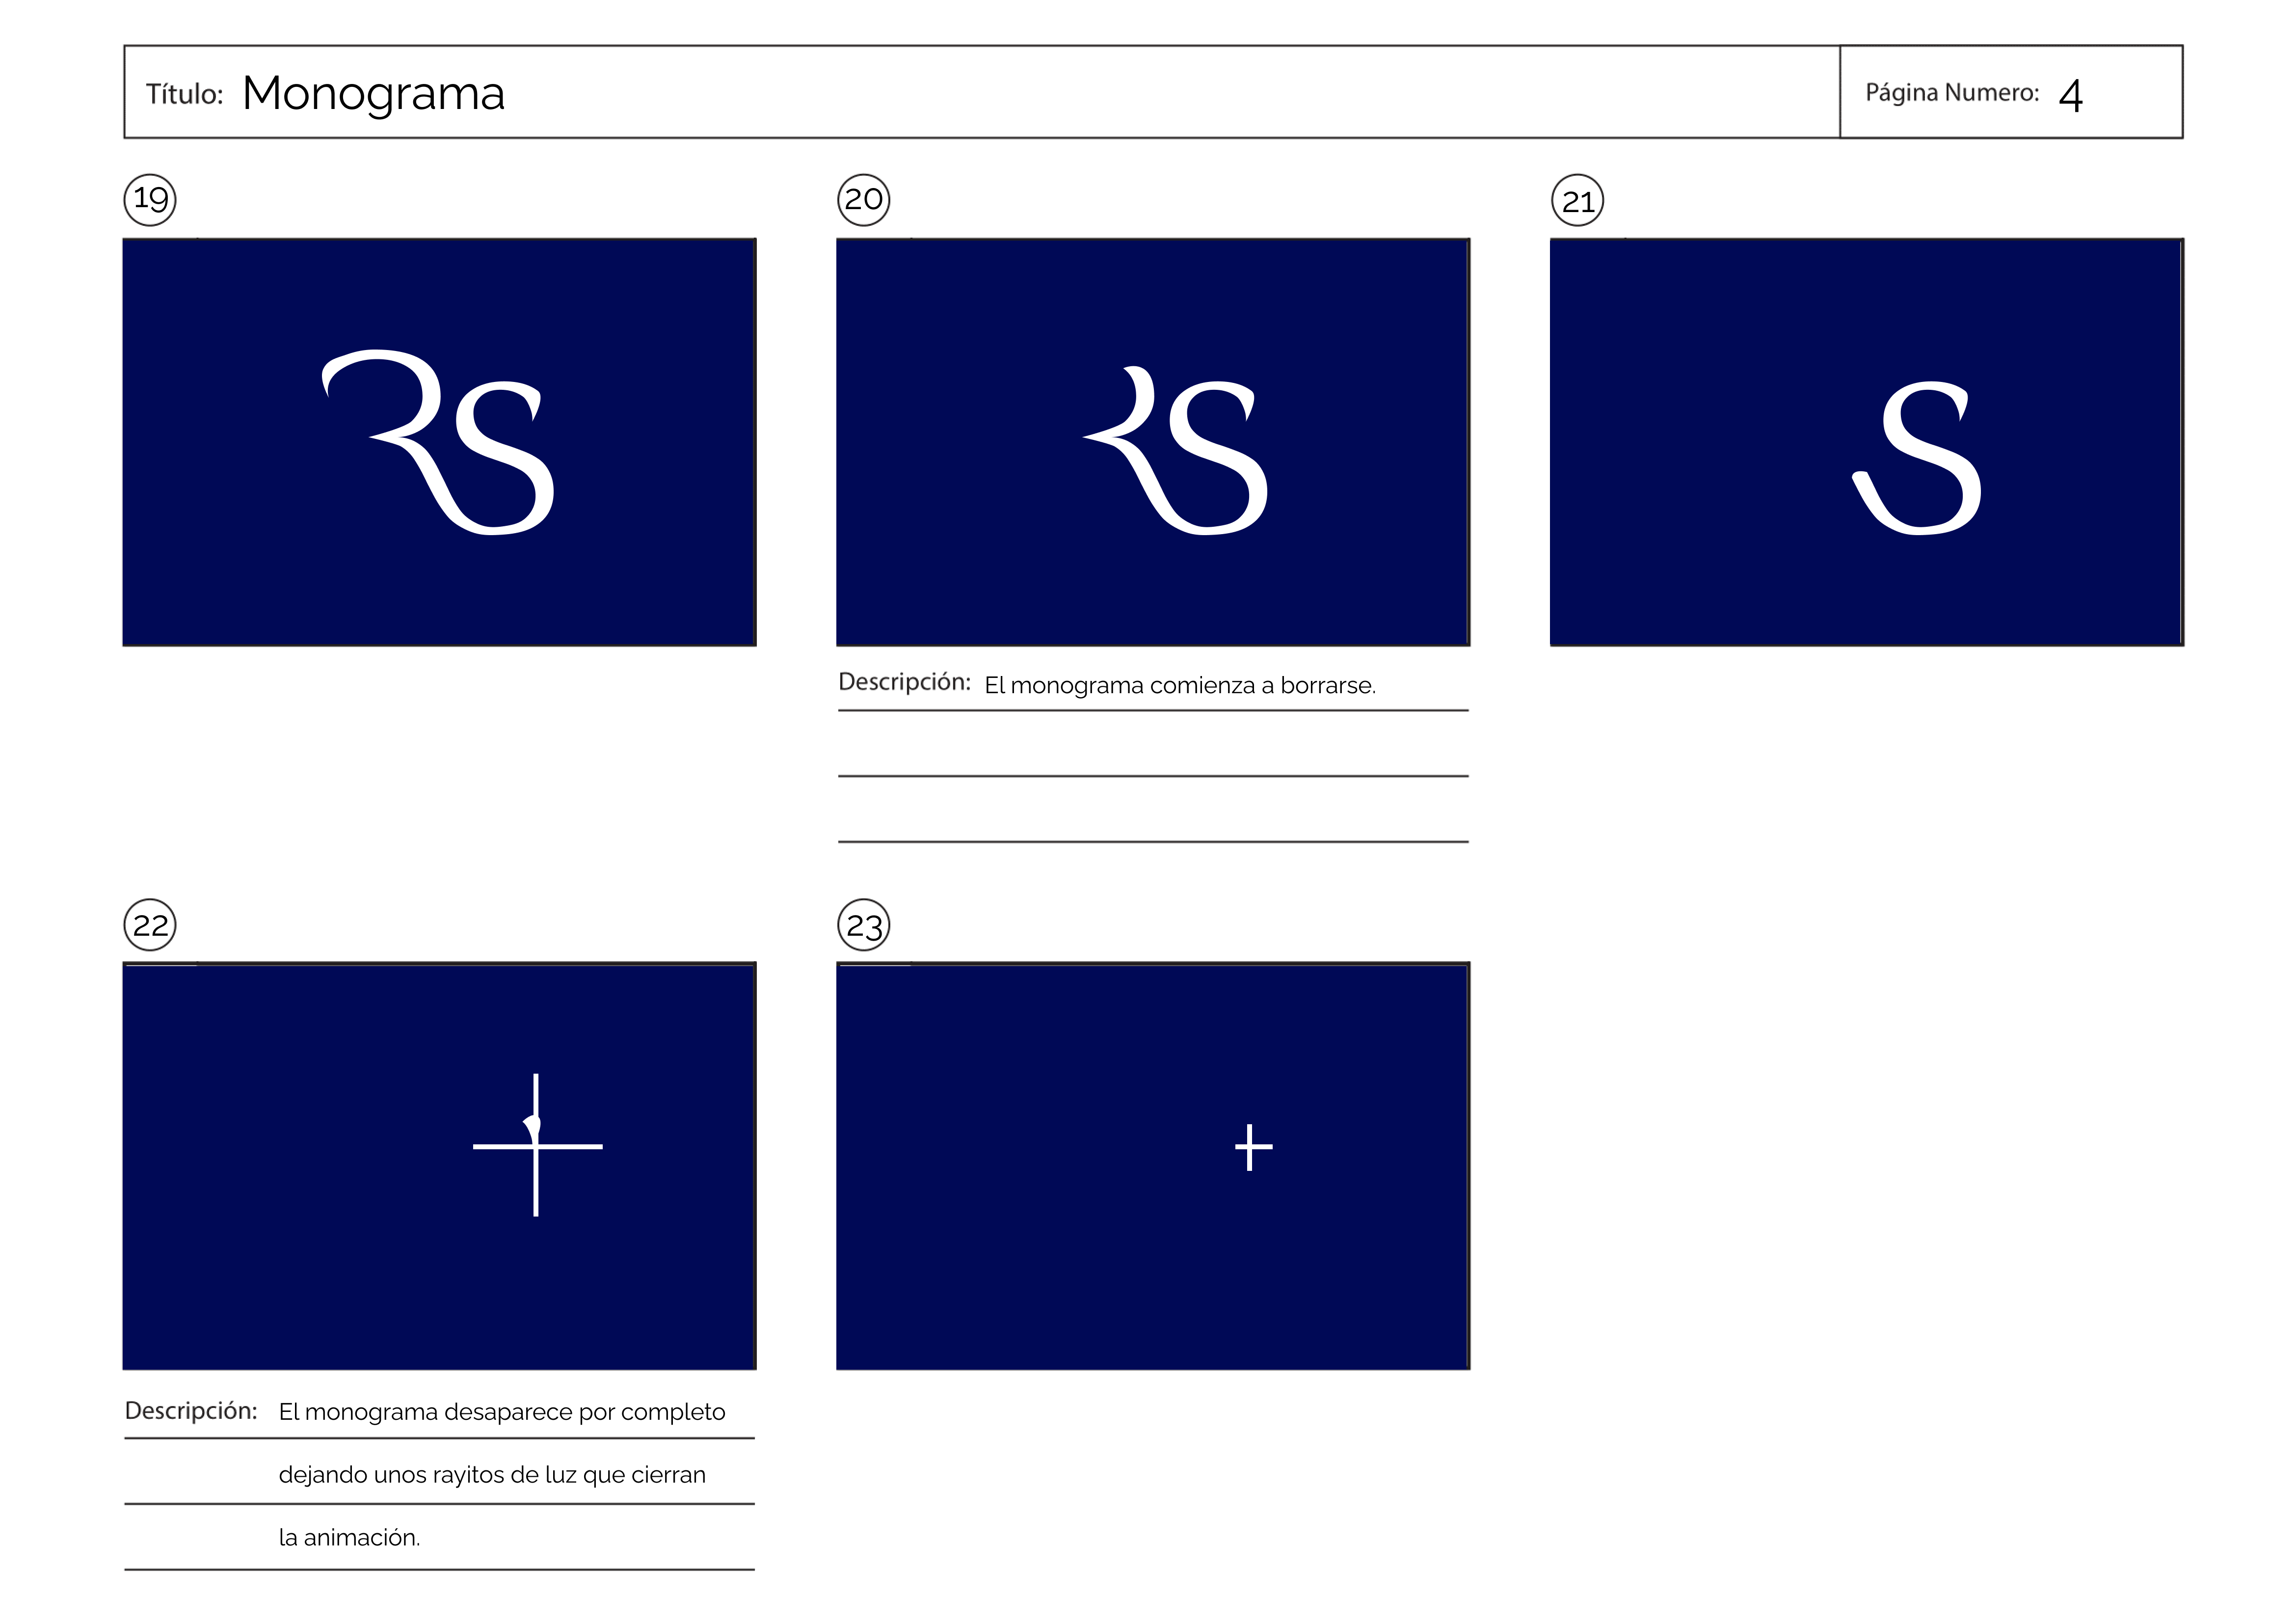 Título: Monograma
Página Numero: 4
19
20
21
RS
RS
S
Descripción: El monograma comienza a borrarse.
22
23
Descripción: El monograma desaparece por completo
dejando unos rayitos de luz que cierran
la animación.